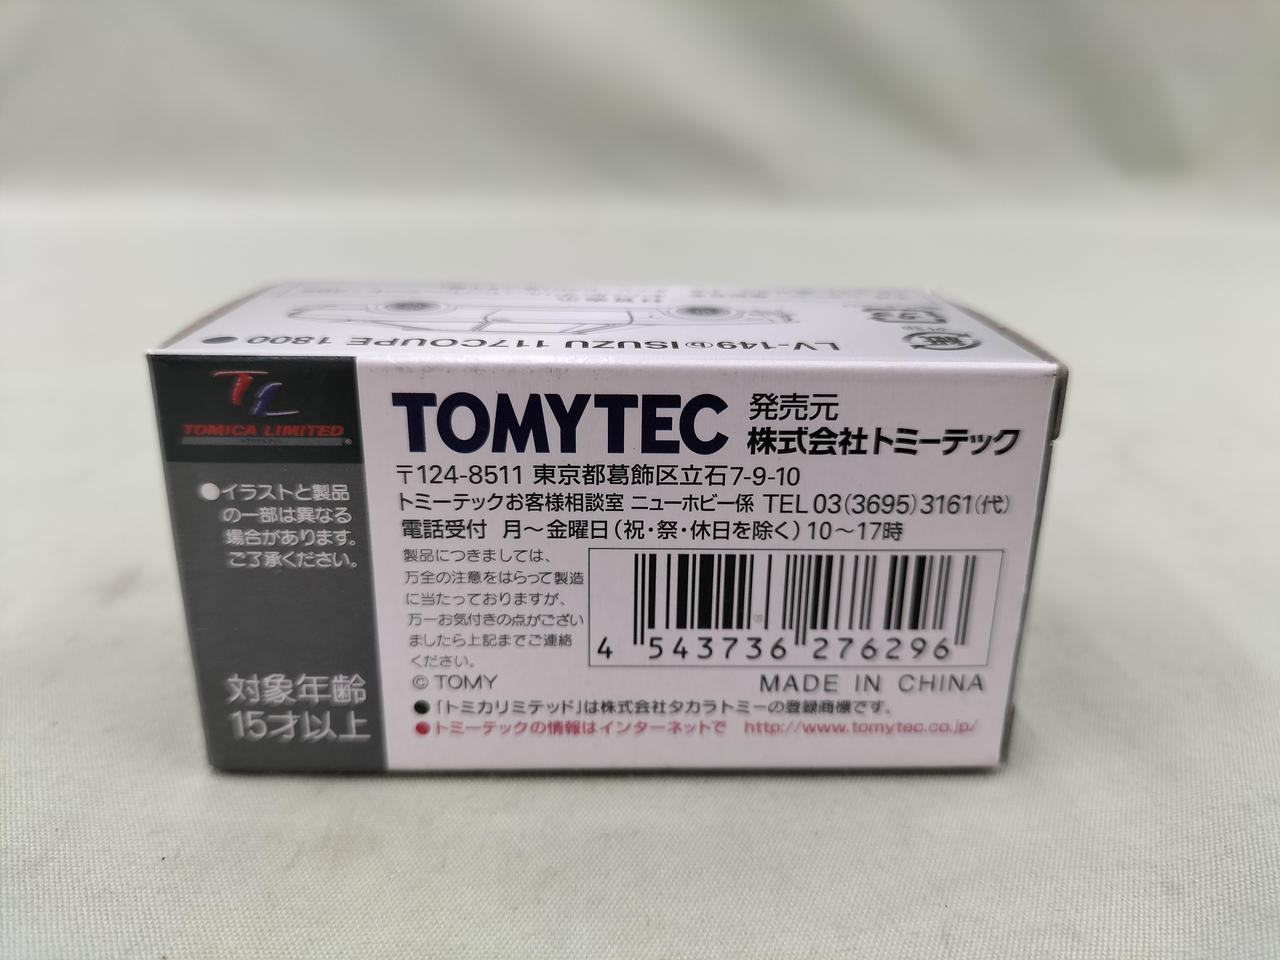 LV-149ⓑ ISUZU 117COUPE 1800●
紙
TOMICA LIMITED
®
●イラストと製品
の一部は異なる
場合があります。
ご了承ください。
対象年齢
15才以上
TOMYTEC
発売元
株式会社トミーテック
〒124-8511 東京都葛飾区立石7-9-10
トミーテックお客様相談室 ニューホビー係 TEL 03(3695)3161(代)
電話受付 月～金曜日(祝・祭・休日を除く)10～17時
製品につきましては、
万全の注意をはらって製造
に当たっておりますが、
万一お気付きの点がござい
ましたら上記までご連絡
ください。
4 543736 276296
© TOMY
MADE IN CHINA
●「トミカリミテッド」は株式会社タカラトミーの登録商標です。
●トミーテックの情報はインターネットで http://www.tomytec.co.jp/